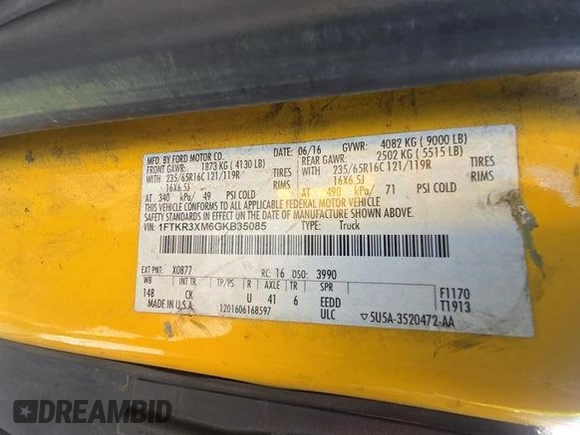 MFD. BY FORD MOTOR CO.
DATE: 06/16 GVWR: 4082 KG ( 9000 LB)
FRONT GAWR: 1873 KG ( 4130 LB) REAR GAWR: 2502 KG ( 5515 LB)
WITH 235/65R16C 121/119R TIRES WITH 235/65R16C 121/119R TIRES
16X6.5J RIMS 16X6.5J RIMS
AT 340 kPa/ 49 PSI COLD AT 490 kPa/ 71 PSI COLD
THIS VEHICLE CONFORMS TO ALL APPLICABLE FEDERAL MOTOR VEHICLE SAFETY STANDARDS IN EFFECT ON THE DATE OF MANUFACTURE SHOWN ABOVE.
VIN: 1FTKR3XM6GKB35085 TYPE: Truck
EXT PNT: X0877 RC: 16 DSO: 3990
WB INT TR TP/PS R AXLE TR SPR
148 CK U 41 6 EEDD F1170
MADE IN U.S.A. 1201606168597 ULC T1913
5U5A-3520472-AA
DREAMBID